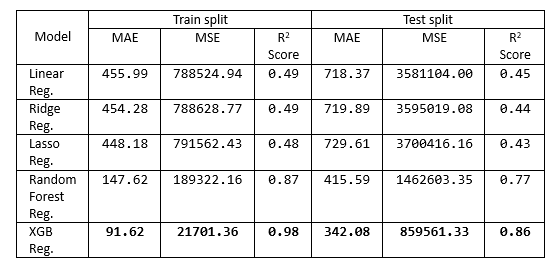 Model Train split Test split
MAE MSE R² Score MAE MSE R² Score
Linear Reg. 455.99 788524.94 0.49 718.37 3581104.00 0.45
Ridge Reg. 454.28 788628.77 0.49 719.89 3595019.08 0.44
Lasso Reg. 448.18 791562.43 0.48 729.61 3700416.16 0.43
Random Forest Reg. 147.62 189322.16 0.87 415.59 1462603.35 0.77
XGB Reg. 91.62 21701.36 0.98 342.08 859561.33 0.86